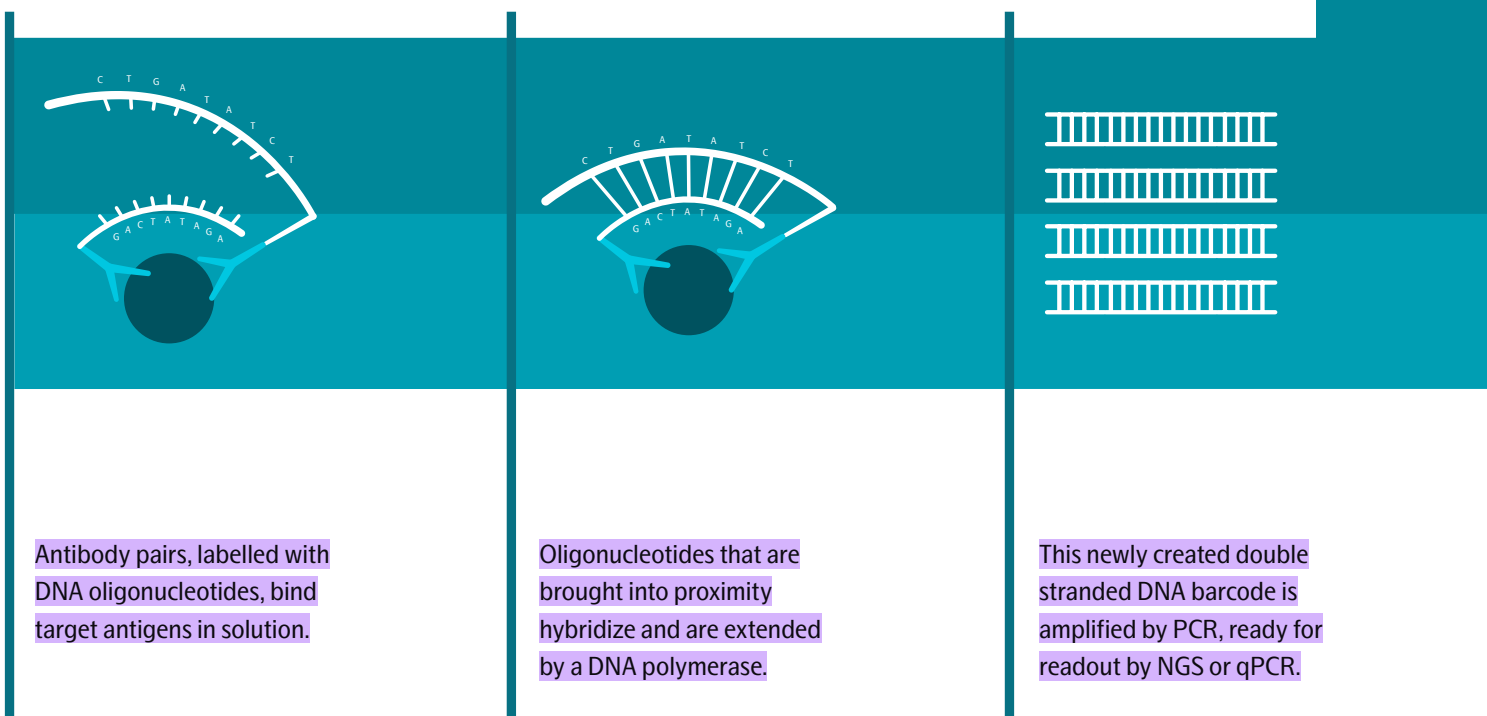 C T G A T A T C T
G A C T A T A G A
Antibody pairs, labelled with
DNA oligonucleotides, bind
target antigens in solution.
C T G A T A T C T
G A C T A T A G A
Oligonucleotides that are
brought into proximity
hybridize and are extended
by a DNA polymerase.
This newly created double
stranded DNA barcode is
amplified by PCR, ready for
readout by NGS or qPCR.